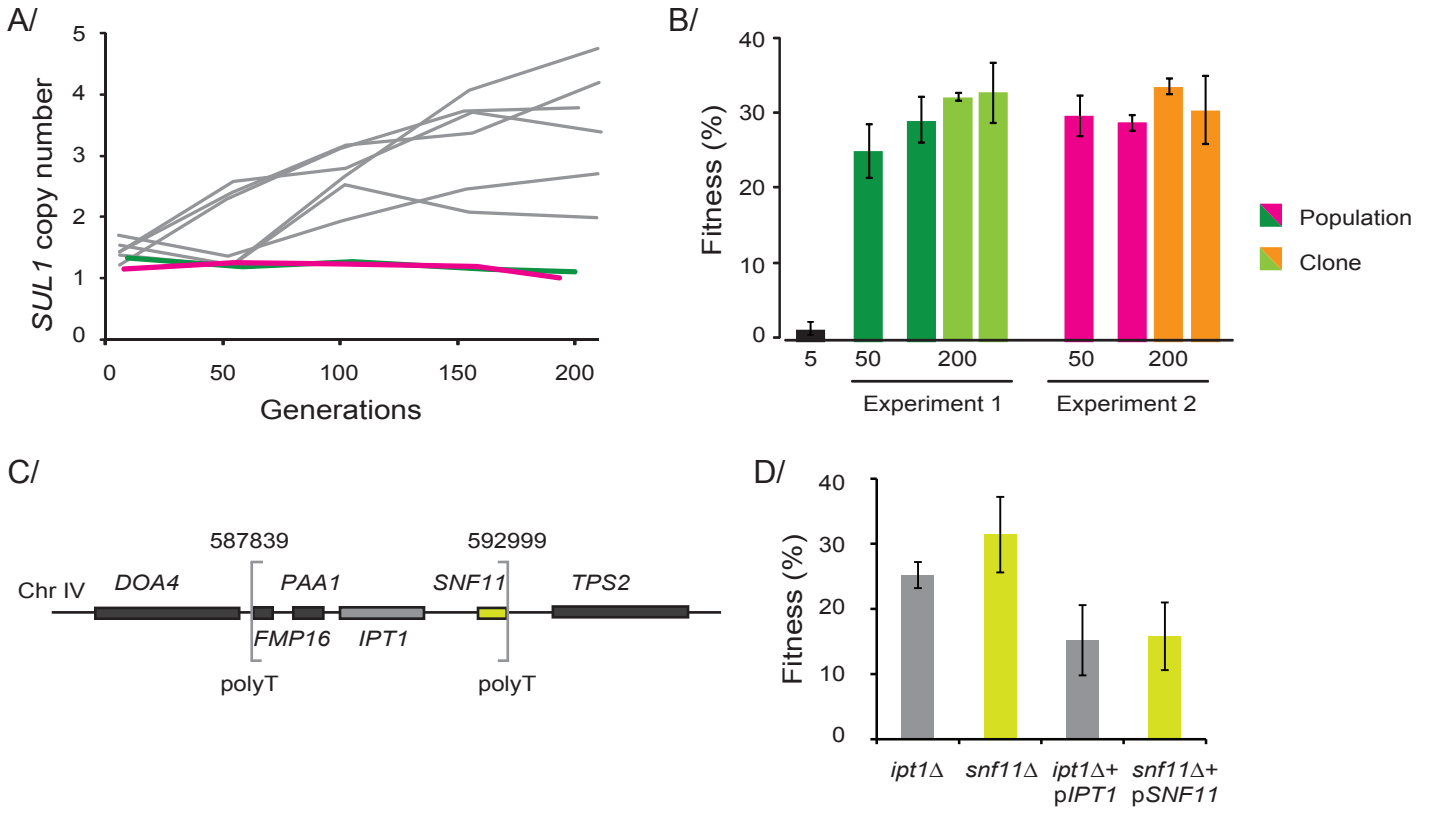 A/
SUL1 copy number
5
4
3
2
1
0
0 50 100 150 200
Generations
B/
Fitness (%)
40
30
20
10
0
5 50 200 50 200
Experiment 1 Experiment 2
Population
Clone
C/
587839 592999
Chr IV DOA4 PAA1 SNF11 TPS2
FMP16 IPT1
polyT polyT
D/
Fitness (%)
40
30
20
10
0
ipt1Δ snf11Δ ipt1Δ+ snf11Δ+
pIPT1 pSNF11